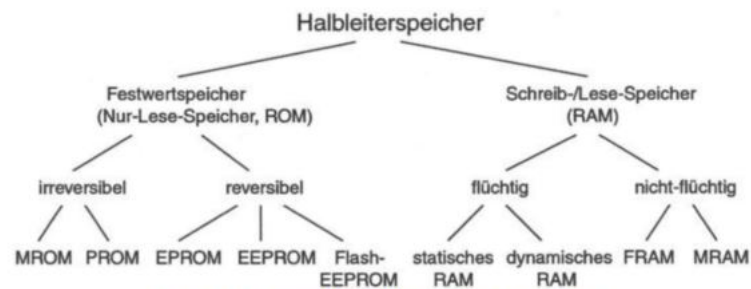 Halbleiterspeicher
Festwertspeicher
(Nur-Lese-Speicher, ROM)
Schreib-/Lese-Speicher
(RAM)
irreversibel
reversibel
flüchtig
nicht-flüchtig
MROM
PROM
EPROM
EEPROM
Flash-
EEPROM
statisches
RAM
dynamisches
RAM
FRAM
MRAM